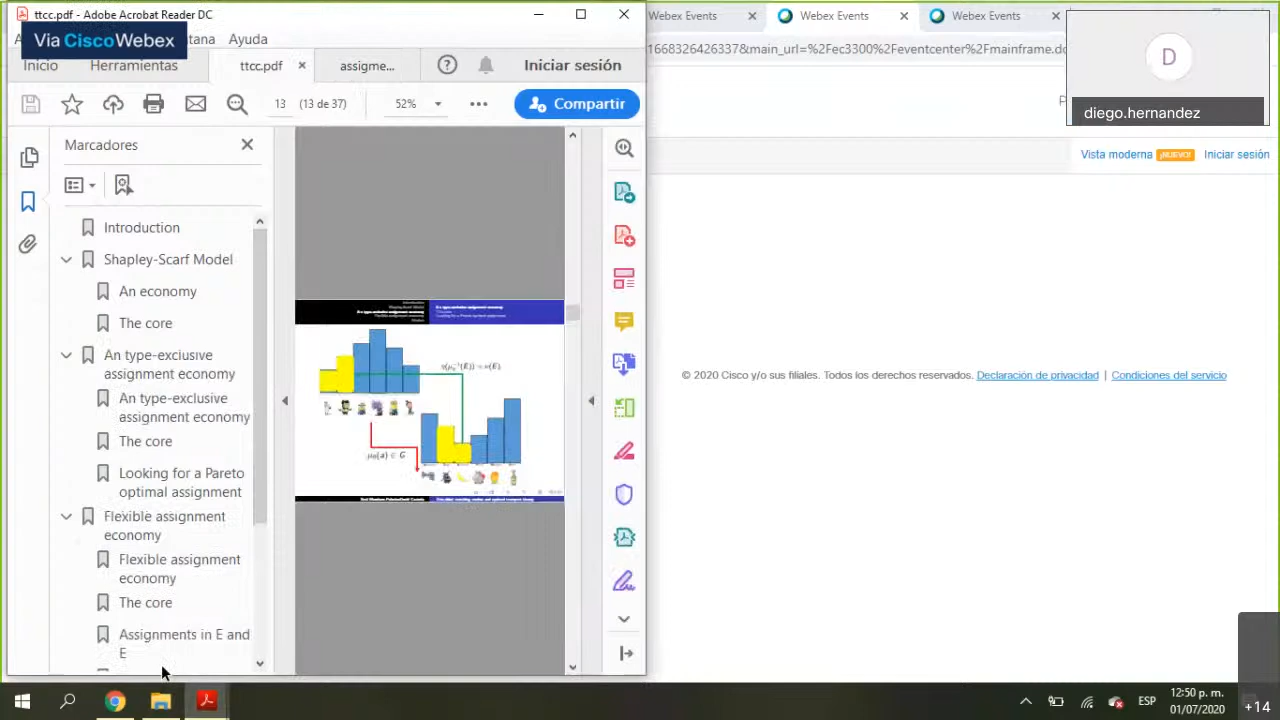 ttcc.pdf - Adobe Acrobat Reader DC
Via Cisco Webex
Ayuda
Inicio
Herramientas
ttcc.pdf
assigme...
Iniciar sesión
13
(13 de 37)
52%
Compartir
Marcadores
Introduction
Shapley-Scarf Model
An economy
The core
An type-exciusive
assignment economy
An type-exclusive
assignment economy
The core
Looking for a Pareto
optimal assignment
Flexible assignment
economy
Flexible assignment
economy
The core
Assignments in E and
E
Webex Events
Webex Events
Webex Events
1668326426337&main_url=%2Fec3300%2Feventcenter%2Fmainframe.do
diego.hernandez
D
Vista moderna
¡NUEVO!
Iniciar sesión
© 2020 Cisco y/o sus filiales. Todos los derechos reservados. Declaración de privacidad | Condiciones del servicio
ESP
12:50 p. m.
01/07/2020
+14